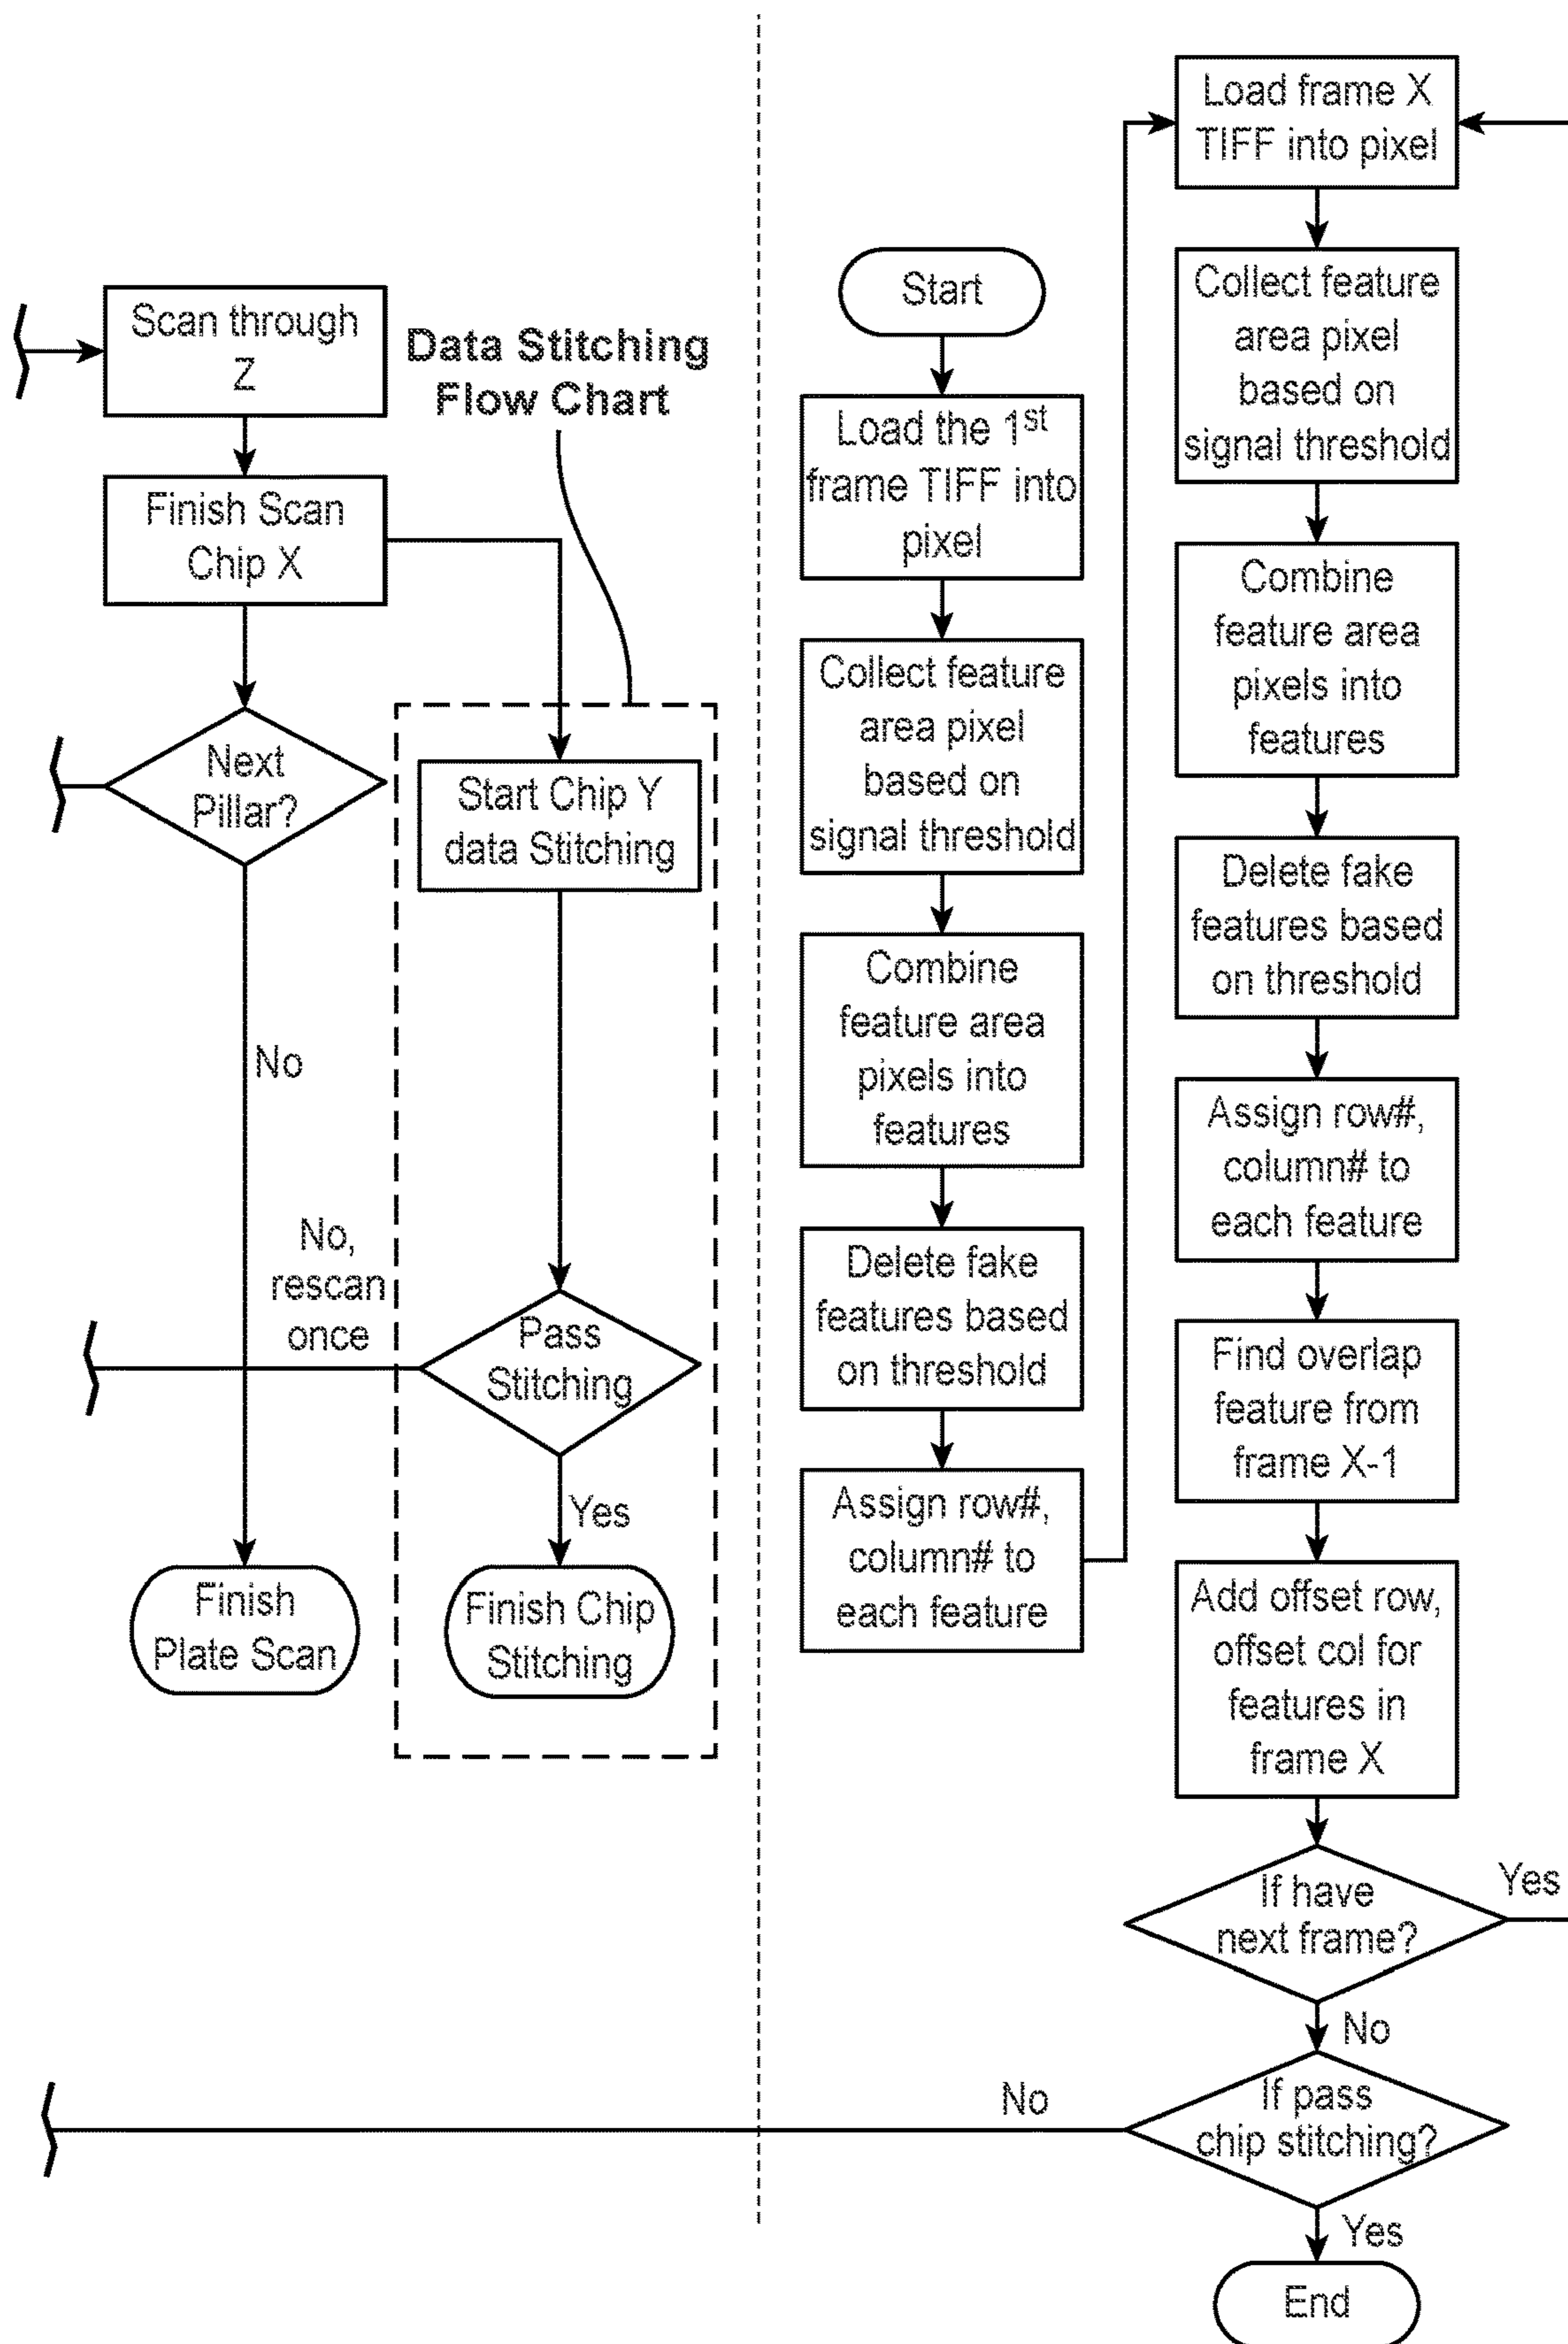 Scan through
Z
Data Stitching
Flow Chart
Finish Scan
Chip X
Next
Pillar?
Start Chip Y
data Stitching
No
No,
rescan
once
Pass
Stitching
Yes
Finish
Plate Scan
Finish Chip
Stitching
Start
Load the 1st
frame TIFF into
pixel
Collect feature
area pixel
based on
signal threshold
Combine
feature area
pixels into
features
Delete fake
features based
on threshold
Assign row#,
column# to
each feature
Load frame X
TIFF into pixel
Collect feature
area pixel
based on
signal threshold
Combine
feature area
pixels into
features
Delete fake
features based
on threshold
Assign row#,
column# to
each feature
Find overlap
feature from
frame X-1
Add offset row,
offset col for
features in
frame X
If have
next frame?
Yes
No
If pass
chip stitching?
No
Yes
End